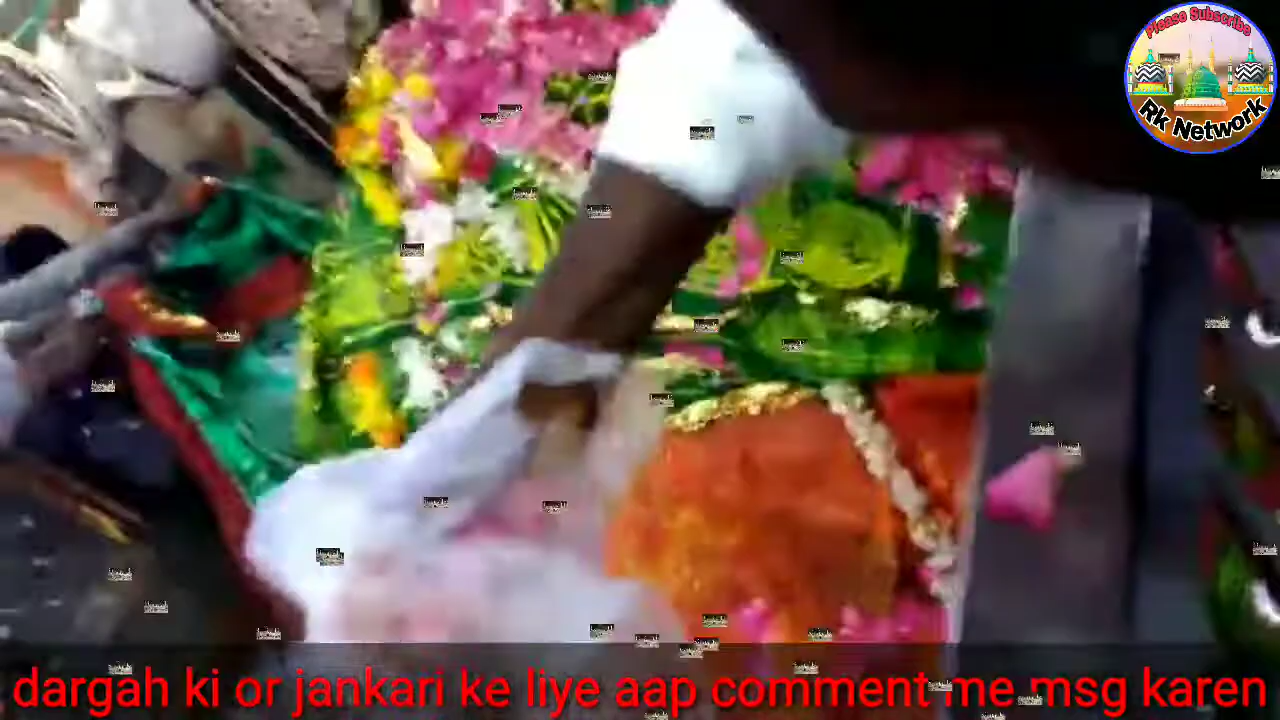 Please Subscribe
Rk Network
dargah ki or jankari ke liye aap comment me msg karen